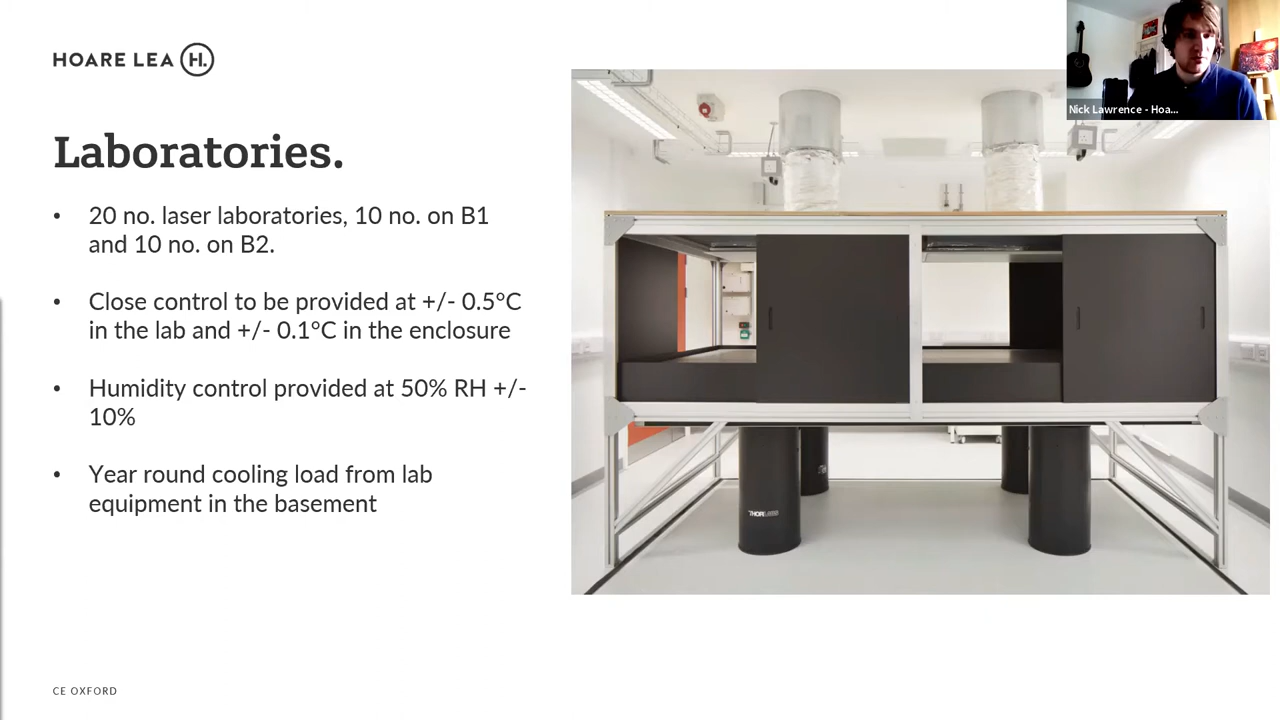 HOARE LEA H.
Nick Lawrence - Hoa...
Laboratories.
• 20 no. laser laboratories, 10 no. on B1
and 10 no. on B2.
• Close control to be provided at +/- 0.5°C
in the lab and +/- 0.1°C in the enclosure
• Humidity control provided at 50% RH +/-
10%
• Year round cooling load from lab
equipment in the basement
THORLABS
CE OXFORD